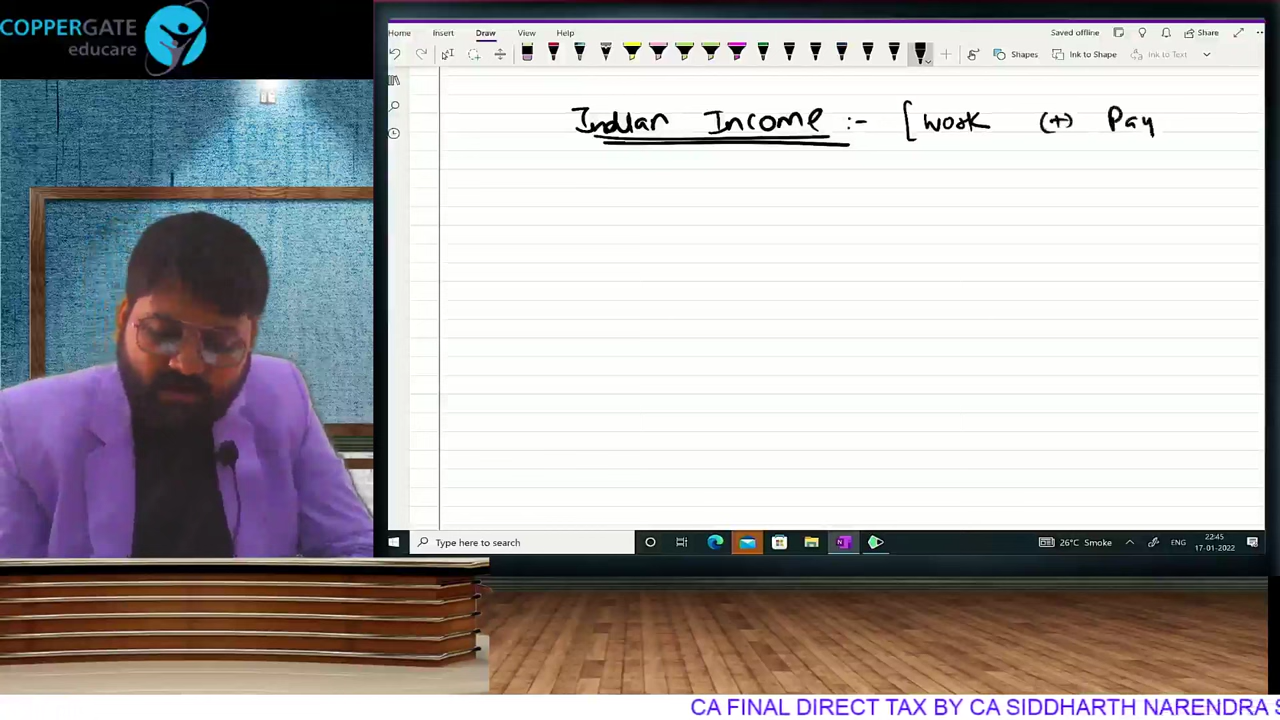 COPPERGATE
educare
Home Insert Draw View Help Saved offline Share
Shapes Ink to Shape Ink to Text
Indian Income :- [Work (+) Pay
Type here to search
26°C Smoke ENG 22:45
17-01-2022
CA FINAL DIRECT TAX BY CA SIDDHARTH NARENDRA S